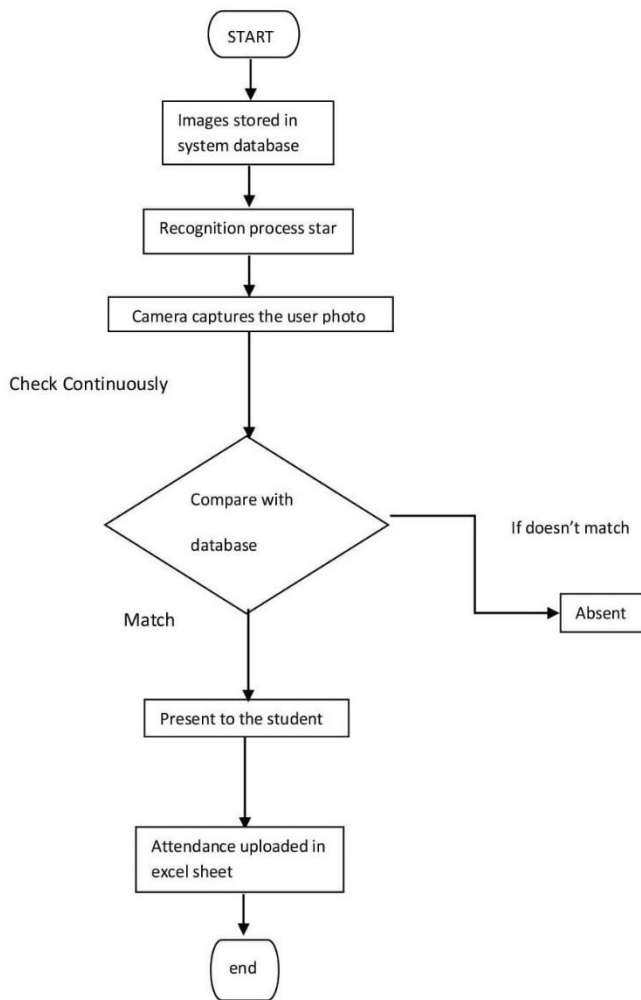 START
Images stored in
system database
Recognition process star
Camera captures the user photo
Check Continuously
Compare with
database
If doesn’t match
Absent
Match
Present to the student
Attendance uploaded in
excel sheet
end